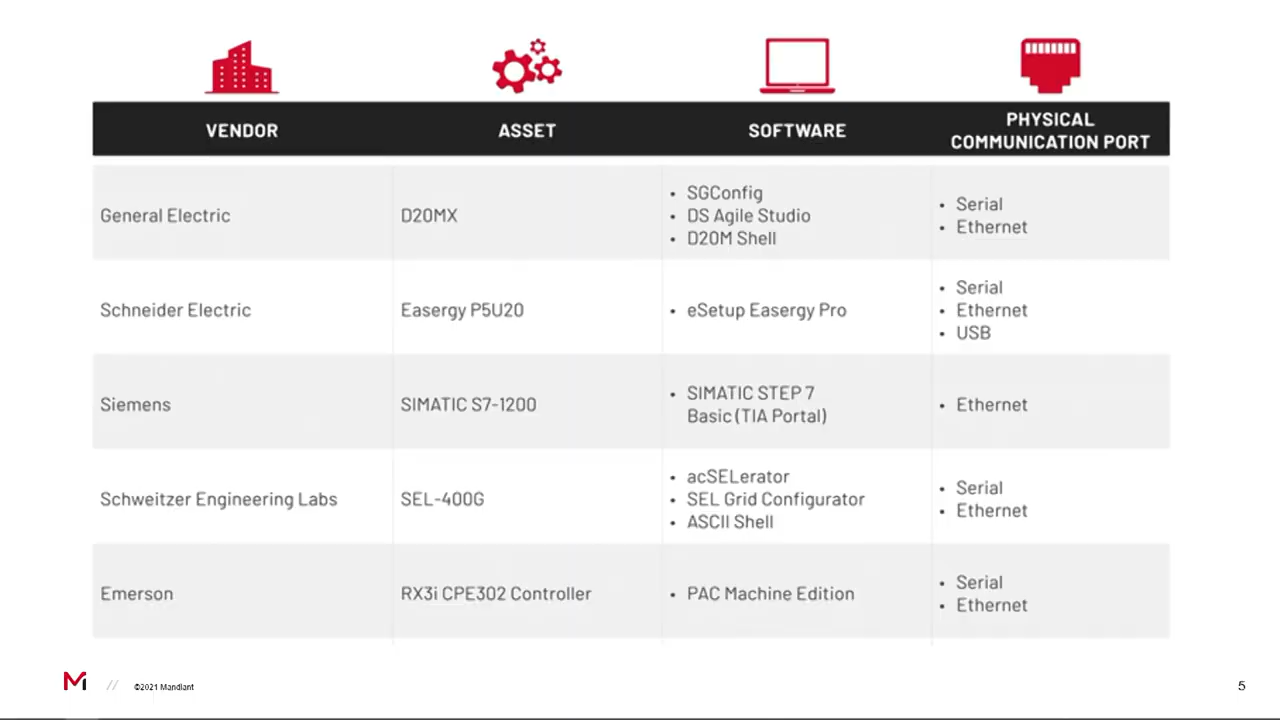 VENDOR
ASSET
SOFTWARE
PHYSICAL
COMMUNICATION PORT
General Electric
D20MX
• SGConfig
• DS Agile Studio
• D20M Shell
• Serial
• Ethernet
Schneider Electric
Easergy P5U20
• eSetup Easergy Pro
• Serial
• Ethernet
• USB
Siemens
SIMATIC S7-1200
• SIMATIC STEP 7
Basic (TIA Portal)
• Ethernet
Schweitzer Engineering Labs
SEL-400G
• acSELerator
• SEL Grid Configurator
• ASCII Shell
• Serial
• Ethernet
Emerson
RX3i CPE302 Controller
• PAC Machine Edition
• Serial
• Ethernet
M // ©2021 Mandiant
5